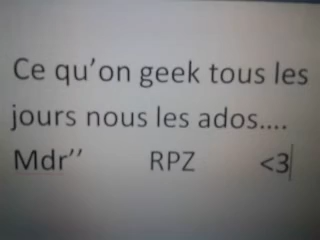 Ce qu’on geek tous les
jours nous les ados....
Mdr’’ RPZ <3